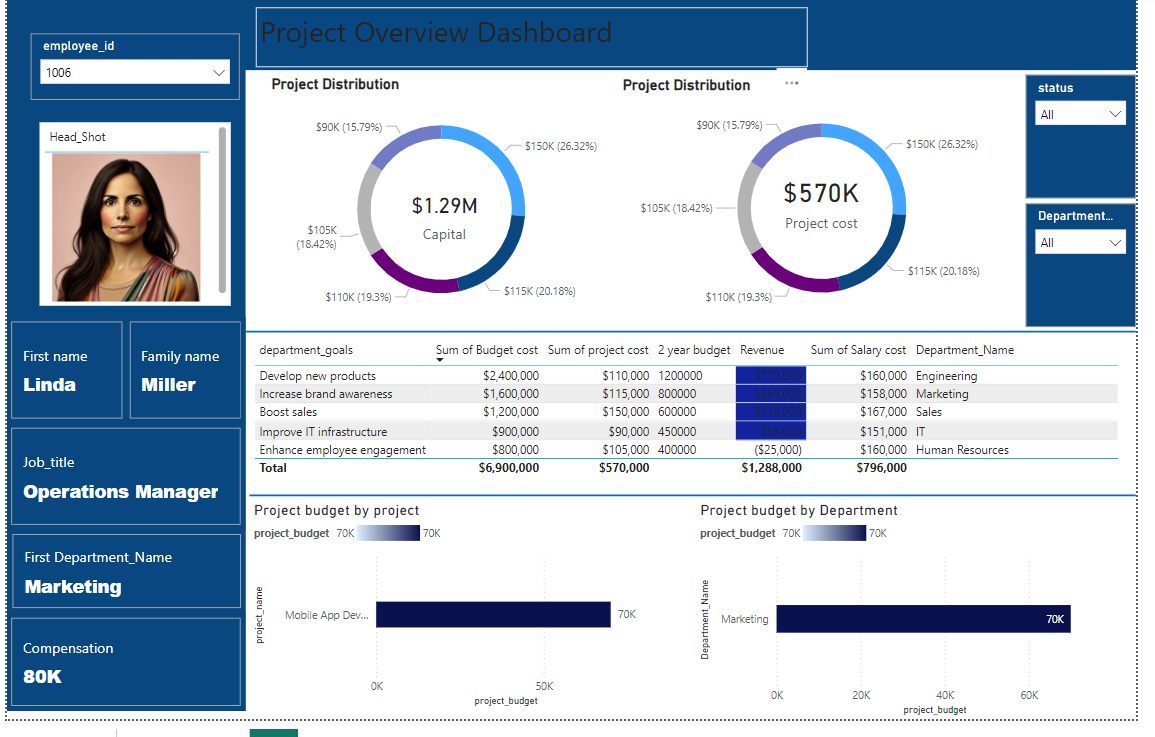 Project Overview Dashboard
employee_id
1006
Head_Shot
First name
Linda
Family name
Miller
Job_title
Operations Manager
First Department_Name
Marketing
Compensation
80K
Project Distribution
$90K (15.79%)
$150K (26.32%)
$1.29M
Capital
$105K
(18.42%)
$110K (19.3%)
$115K (20.18%)
Project Distribution
$90K (15.79%)
$150K (26.32%)
$570K
Project cost
$105K (18.42%)
$110K (19.3%)
$115K (20.18%)
status
All
Department...
All
department_goals Sum of Budget cost Sum of project cost 2 year budget Revenue Sum of Salary cost Department_Name
Develop new products $2,400,000 $110,000 1200000 $160,000 Engineering
Increase brand awareness $1,600,000 $115,000 800000 $158,000 Marketing
Boost sales $1,200,000 $150,000 600000 $167,000 Sales
Improve IT infrastructure $900,000 $90,000 450000 $151,000 IT
Enhance employee engagement $800,000 $105,000 400000 ($25,000) $160,000 Human Resources
Total $6,900,000 $570,000 $1,288,000 $796,000
Project budget by project
project_budget 70K 70K
project_name
Mobile App Dev... 70K
0K 50K
project_budget
Project budget by Department
project_budget 70K 70K
Department_Name
Marketing 70K
0K 20K 40K 60K
project_budget